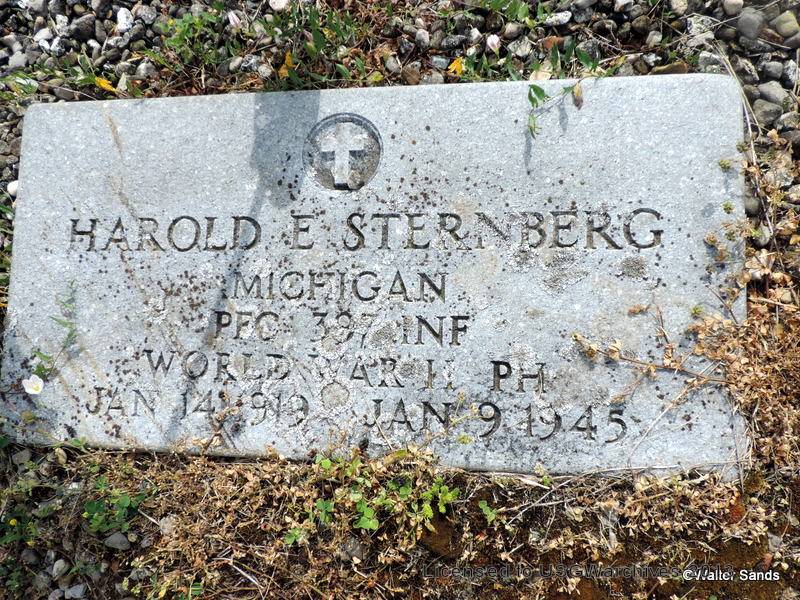 HAROLD E STERNBERG
MICHIGAN
PFC 397 INF
WORLD WAR II PH
JAN 14 1919 JAN 9 1945
Licensed to USGWarchives
©Walter Sands